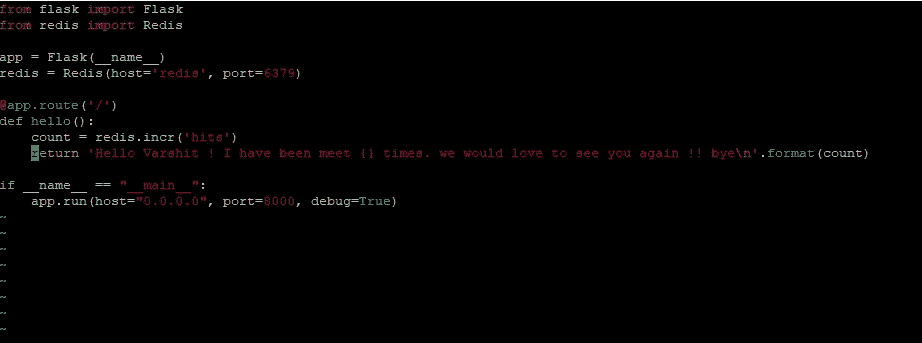 from flask import Flask
from redis import Redis

app = Flask(__name__)
redis = Redis(host='redis', port=6379)

@app.route('/')
def hello():
    count = redis.incr('hits')
    return 'Hello Varshit ! I have been meet {} times. we would love to see you again !! bye\n'.format(count)

if __name__ == "__main__":
    app.run(host="0.0.0.0", port=8000, debug=True)
~
~
~
~
~
~
~
~